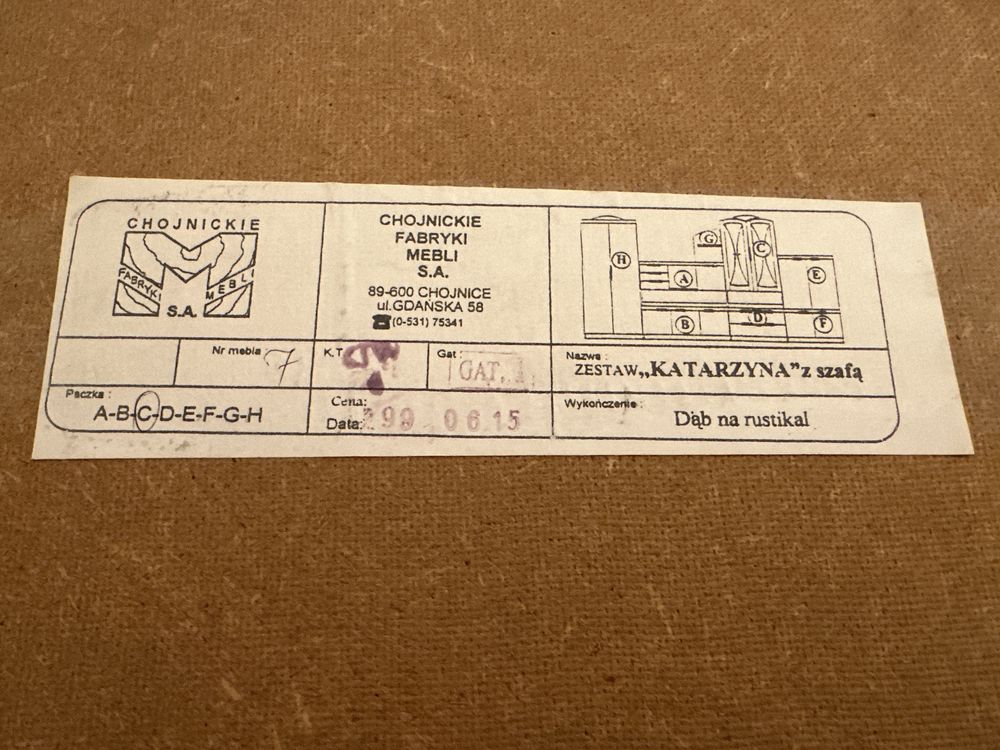 CHOJNICKIE
FABRYKI MEBLI
S.A.
CHOJNICKIE
FABRYKI
MEBLI
S.A.
89-600 CHOJNICE
ul.GDAŃSKA 58
☎(0-531) 75341
H
G
C
A
E
B
D
F
Nr mebla 7
K.T
Gat :
GAT. 1
Nazwa :
ZESTAW„KATARZYNA”z szafą
Paczka :
A-B-C-D-E-F-G-H
Cena:
Data: 99 06.15
Wykończenie :
Dąb na rustikal